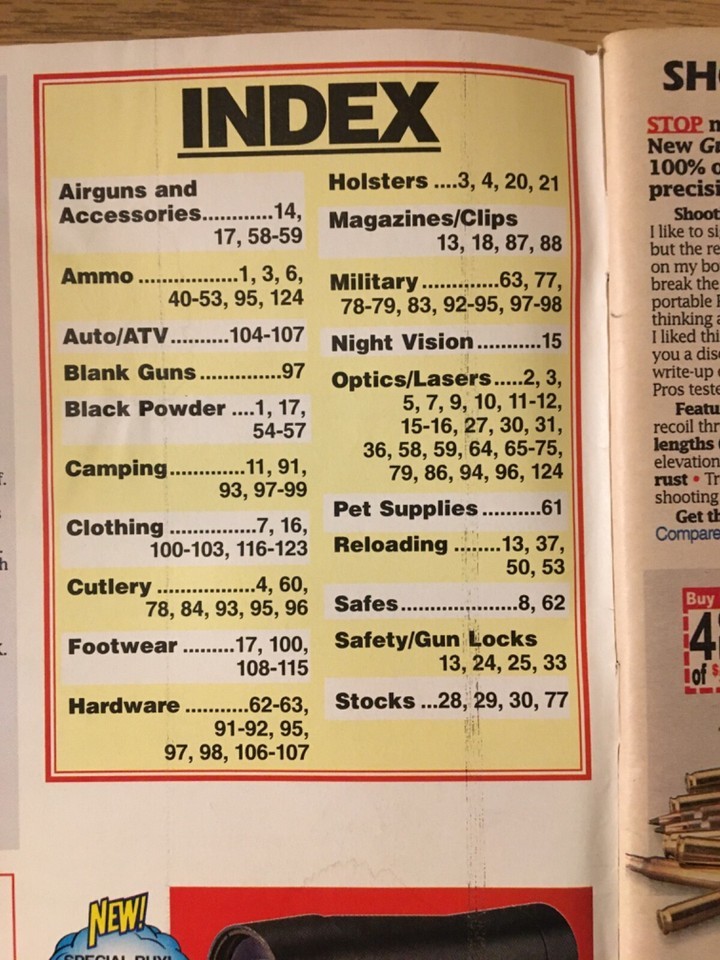 INDEX
Airguns and
Accessories............14,
17, 58-59
Ammo .................1, 3, 6,
40-53, 95, 124
Auto/ATV..........104-107
Blank Guns..............97
Black Powder ....1, 17,
54-57
Camping.............11, 91,
93, 97-99
Clothing ...............7, 16,
100-103, 116-123
Cutlery .................4, 60,
78, 84, 93, 95, 96
Footwear .........17, 100,
108-115
Hardware ...........62-63,
91-92, 95,
97, 98, 106-107
Holsters ....3, 4, 20, 21
Magazines/Clips
13, 18, 87, 88
Military .............63, 77,
78-79, 83, 92-95, 97-98
Night Vision...........15
Optics/Lasers.....2, 3,
5, 7, 9, 10, 11-12,
15-16, 27, 30, 31,
36, 58, 59, 64, 65-75,
79, 86, 94, 96, 124
Pet Supplies ..........61
Reloading ........13, 37,
50, 53
Safes....................8, 62
Safety/Gun Locks
13, 24, 25, 33
Stocks ...28, 29, 30, 77
NEW!
SPECIAL BUY!
SH
STOP
New
100% o
precisi
Shoot
I like to si
but the re
on my bo
break the
portable
thinking a
I liked thi
you a dis
write-up
Pros teste
Featu
recoil thr
lengths
elevation
rust • Tr
shooting
Get th
Compare
Buy
4
of $